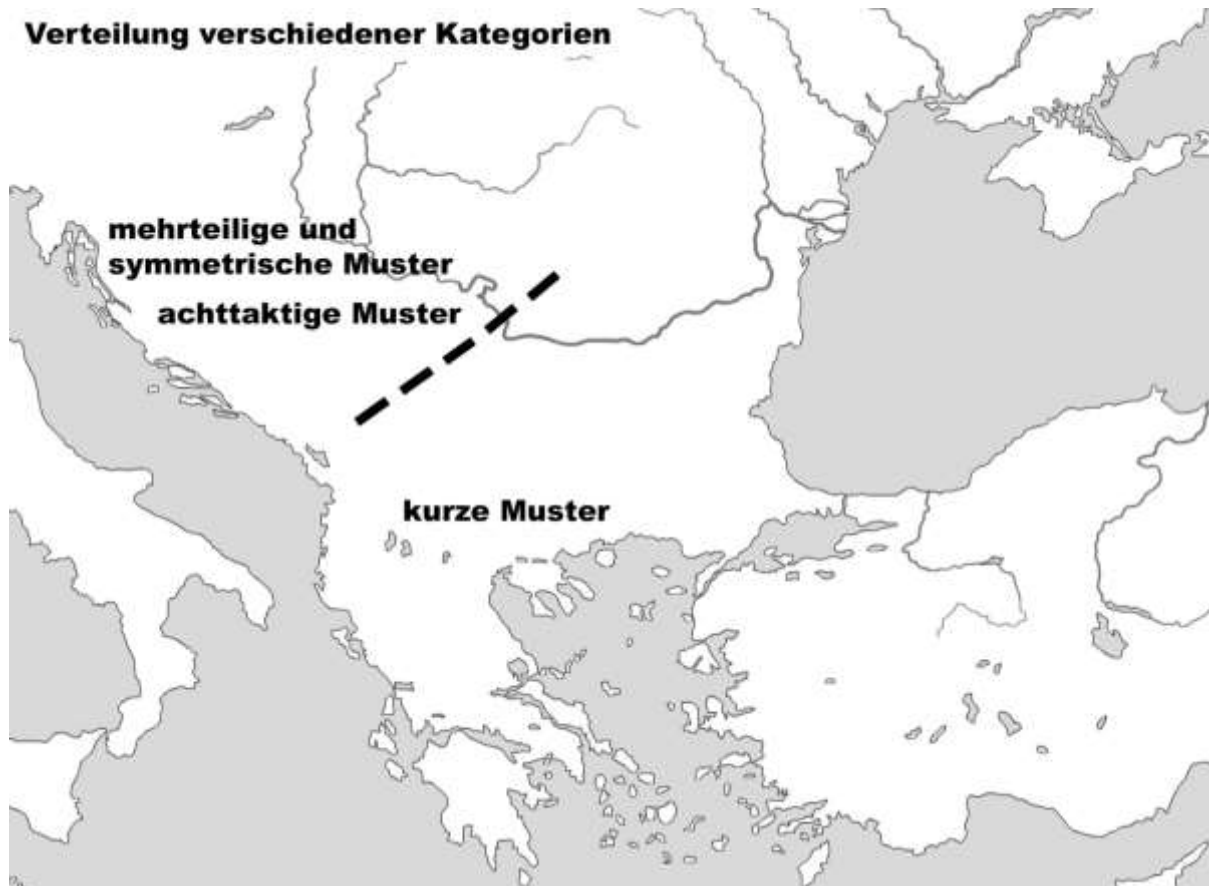 Verteilung verschiedener Kategorien
mehrteilige und
symmetrische Muster
achttaktige Muster
kurze Muster